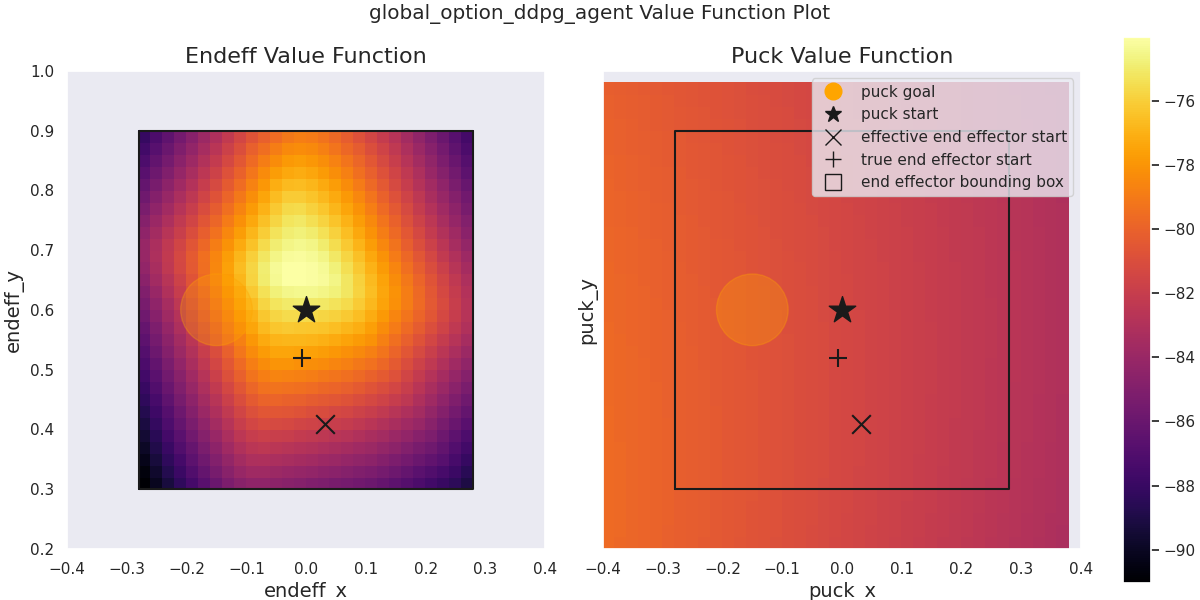 global_option_ddpg_agent Value Function Plot
Endeff Value Function
endeff_y
1.0
0.9
0.8
0.7
0.6
0.5
0.4
0.3
0.2
−0.4 −0.3 −0.2 −0.1 0.0 0.1 0.2 0.3 0.4
endeff_x
Puck Value Function
puck_y
puck goal
puck start
effective end effector start
true end effector start
end effector bounding box
−0.4 −0.3 −0.2 −0.1 0.0 0.1 0.2 0.3 0.4
puck_x
−76
−78
−80
−82
−84
−86
−88
−90